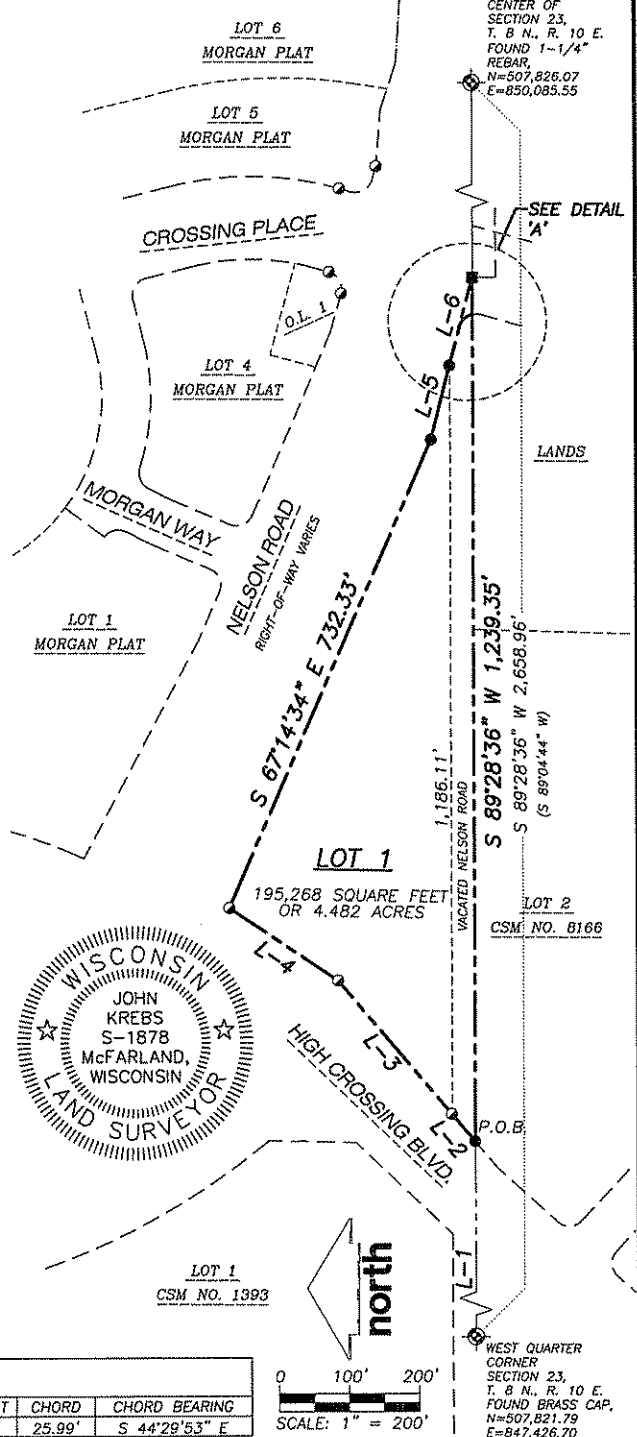 CENTER OF
SECTION 23,
T. 8 N., R. 10 E.
FOUND 1-1/4"
REBAR,
N=507,826.07
E=850,085.55
LOT 6
MORGAN PLAT
LOT 5
MORGAN PLAT
SEE DETAIL
'A'
CROSSING PLACE
O.L. 1
L-6
LOT 4
MORGAN PLAT
L-5
LANDS
MORGAN WAY
NELSON ROAD
RIGHT-OF-WAY VARIES
LOT 1
MORGAN PLAT
S 67°14'34" E 732.33'
1,186.11'
VACATED NELSON ROAD
S 89°28'36" W 1,239.35'
S 89°28'36" W 2,658.96'
(S 89°04'44" W)
LOT 1
195,268 SQUARE FEET
OR 4.482 ACRES
LOT 2
CSM NO. 8166
L-4
WISCONSIN
JOHN
KREBS
S-1878
McFARLAND,
WISCONSIN
LAND SURVEYOR
L-3
HIGH CROSSING BLVD.
L-2
P.O.B.
L-1
LOT 1
CSM NO. 1393
north
WEST QUARTER
CORNER
SECTION 23,
T. 8 N., R. 10 E.
FOUND BRASS CAP,
N=507,821.79
E=847,426.70
0 100' 200'
SCALE: 1" = 200'
T CHORD CHORD BEARING
25.99' S 44°29'53" E